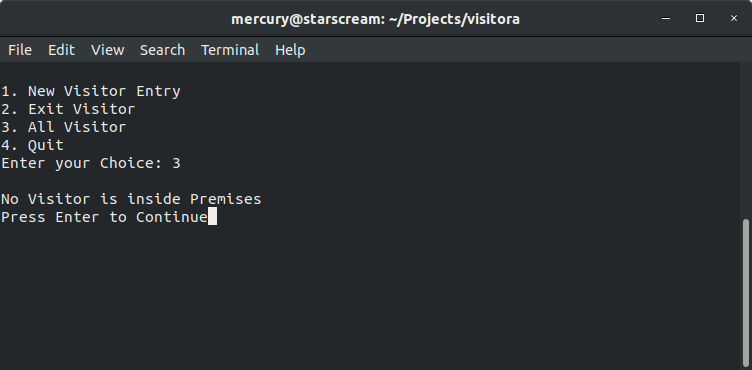 mercury@starscream: ~/Projects/visitora
File Edit View Search Terminal Help
1. New Visitor Entry
2. Exit Visitor
3. All Visitor
4. Quit
Enter your Choice: 3
No Visitor is inside Premises
Press Enter to Continue